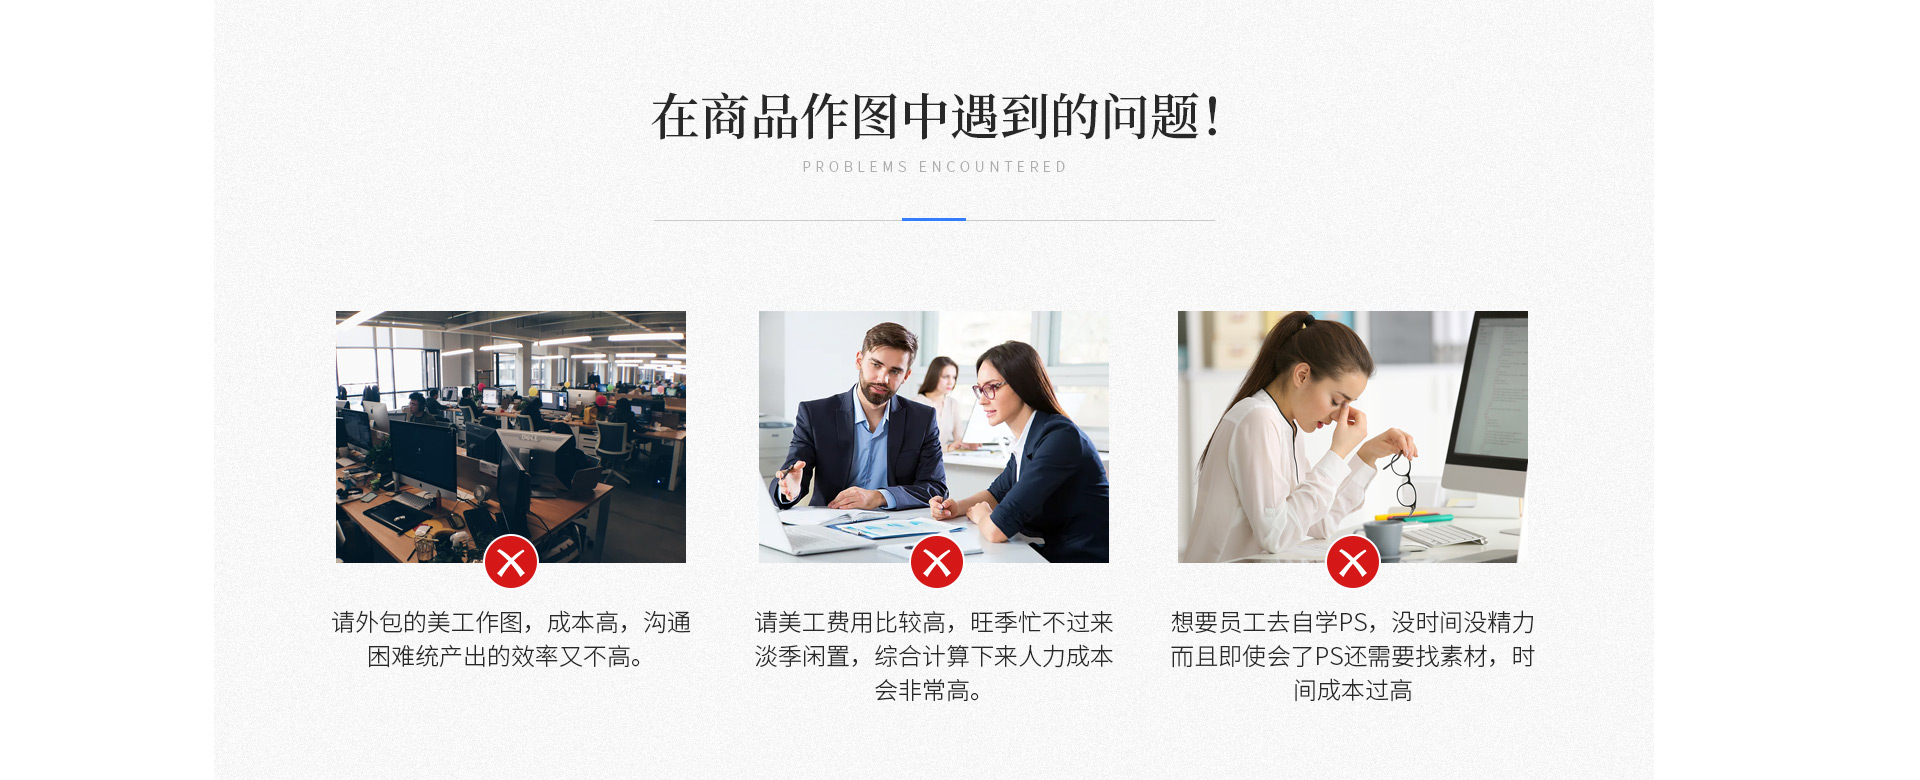 在商品作图中遇到的问题！
PROBLEMS ENCOUNTERED
请外包的美工作图，成本高，沟通
困难统产出的效率又不高。
请美工费用比较高，旺季忙不过来
淡季闲置，综合计算下来人力成本
会非常高。
想要员工去自学PS，没时间没精力
而且即使会了PS还需要找素材，时
间成本过高